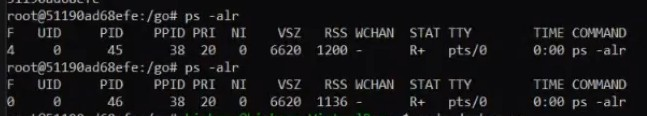 root@51190ad68efe:/go# ps -alr
F UID PID PPID PRI NI VSZ RSS WCHAN STAT TTY TIME COMMAND
4 0 45 38 20 0 6620 1200 - R+ pts/0 0:00 ps -alr
root@51190ad68efe:/go# ps -alr
F UID PID PPID PRI NI VSZ RSS WCHAN STAT TTY TIME COMMAND
0 0 46 38 20 0 6620 1136 - R+ pts/0 0:00 ps -alr